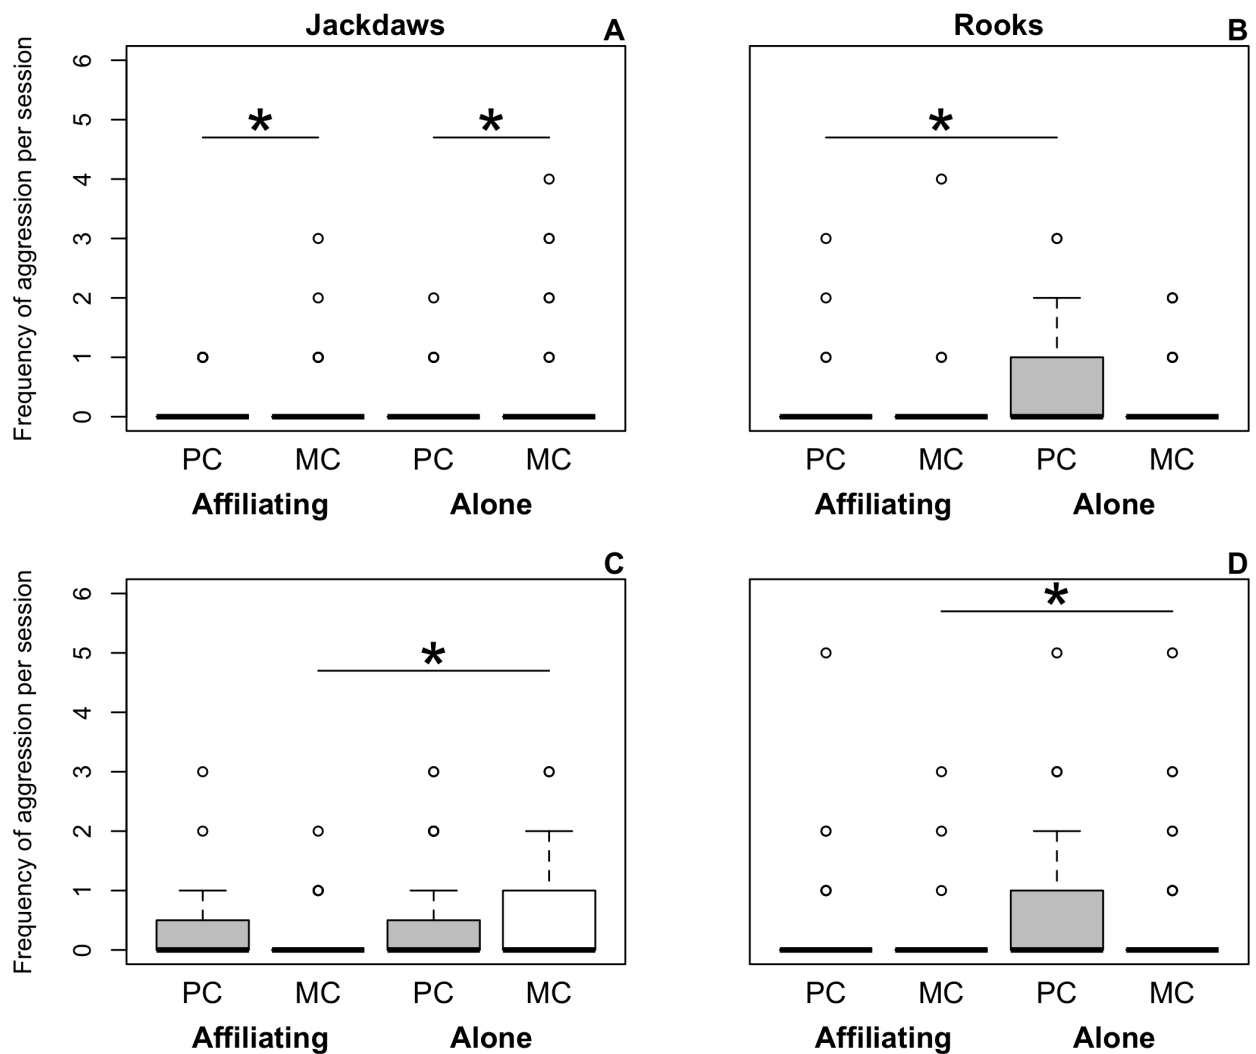 Jackdaws A Rooks B
Frequency of aggression per session
6
5
4
3
2
1
0
* *
*
PC MC PC MC PC MC PC MC
Affiliating Alone Affiliating Alone
C D
Frequency of aggression per session
6
5
4
3
2
1
0
*
*
PC MC PC MC PC MC PC MC
Affiliating Alone Affiliating Alone